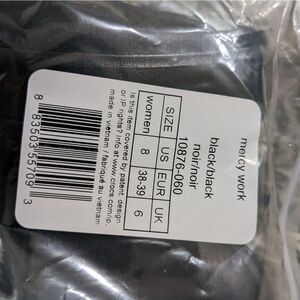 mercy work
black/black
noir/noir
10876-060
SIZE US EUR UK
women 8 38-39 6
Is this item covered by patent, design
or IP rights? Info at www.crocs.com/ip.
made in vietnam / fabriqué au vietnam
8 83503 55709 3